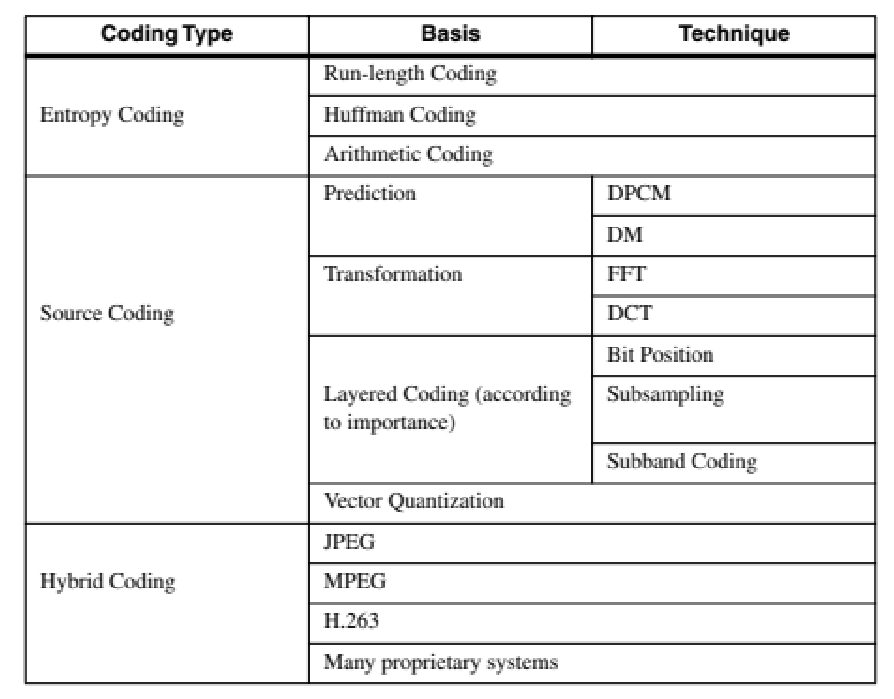 Coding Type Basis Technique
Run-length Coding
Entropy Coding Huffman Coding
Arithmetic Coding
Prediction DPCM
DM
Transformation FFT
Source Coding DCT
Bit Position
Layered Coding (according Subsampling
to importance)
Subband Coding
Vector Quantization
JPEG
Hybrid Coding MPEG
H.263
Many proprietary systems